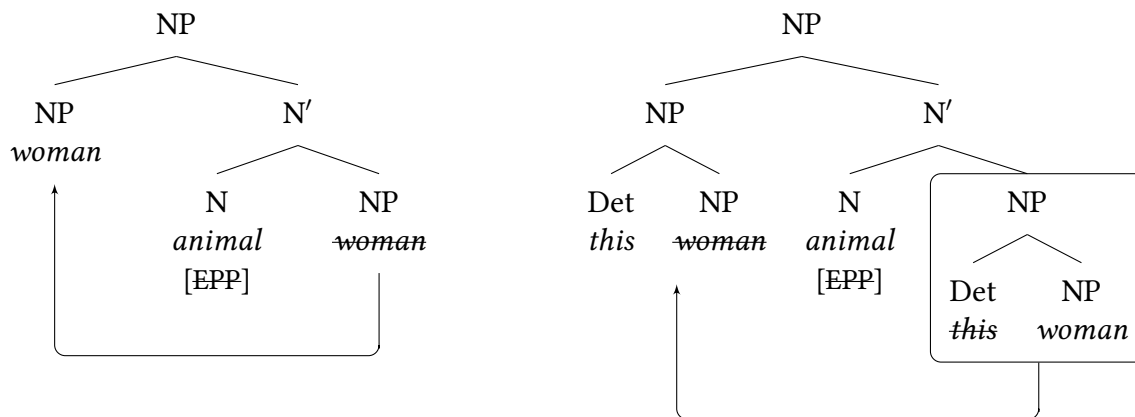 NP NP
NP N′ NP N′
woman
N NP Det NP N NP
animal woman this woman animal
[EPP] [EPP] Det NP
this woman